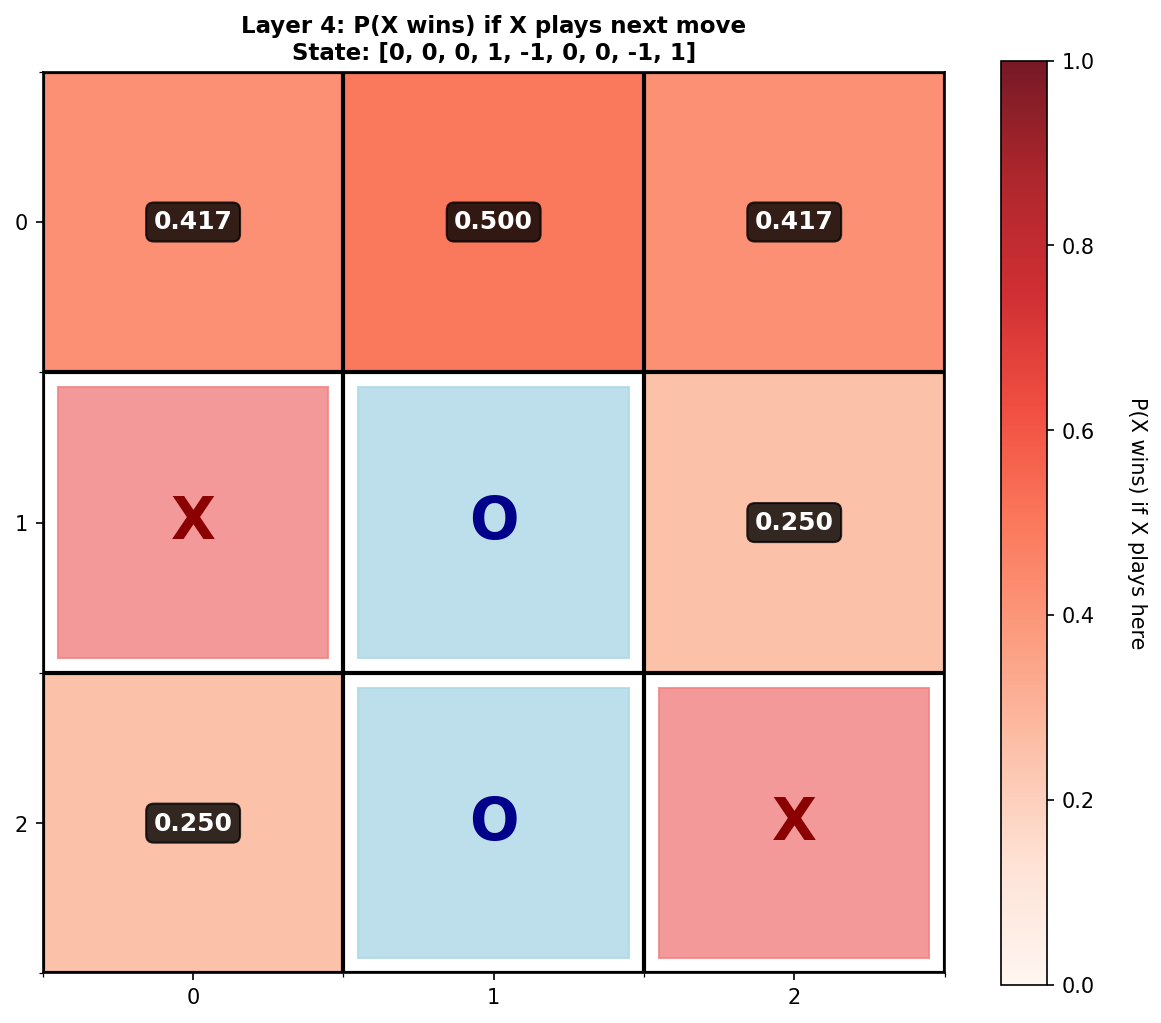 Layer 4: P(X wins) if X plays next move
State: [0, 0, 0, 1, -1, 0, 0, -1, 1]
0
0.417
0.500
0.417
1
X
O
0.250
2
0.250
O
X
0
1
2
1.0
0.8
0.6
0.4
0.2
0.0
P(X wins) if X plays here